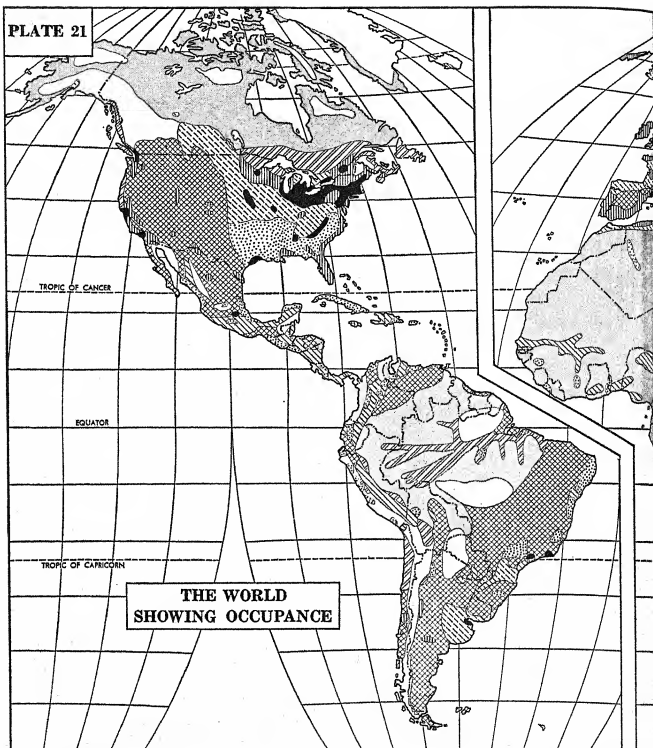 PLATE 21
TROPIC OF CANCER
EQUATOR
TROPIC OF CAPRICORN
THE WORLD
SHOWING OCCUPANCE